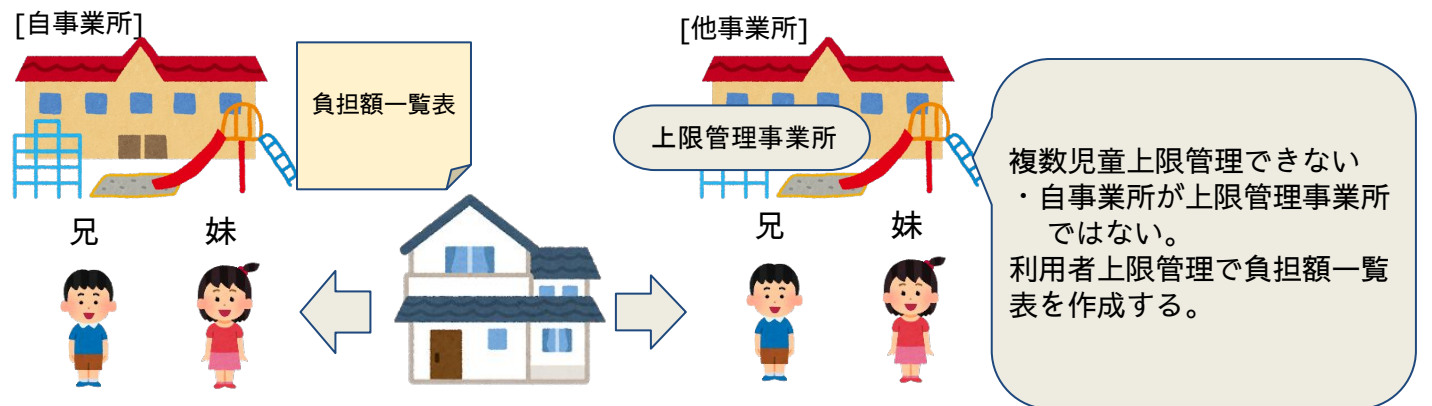 [自事業所]
負担額一覧表
兄
妹
[他事業所]
上限管理事業所
兄
妹
複数児童上限管理できない
・自事業所が上限管理事業所
ではない。
利用者上限管理で負担額一覧
表を作成する。